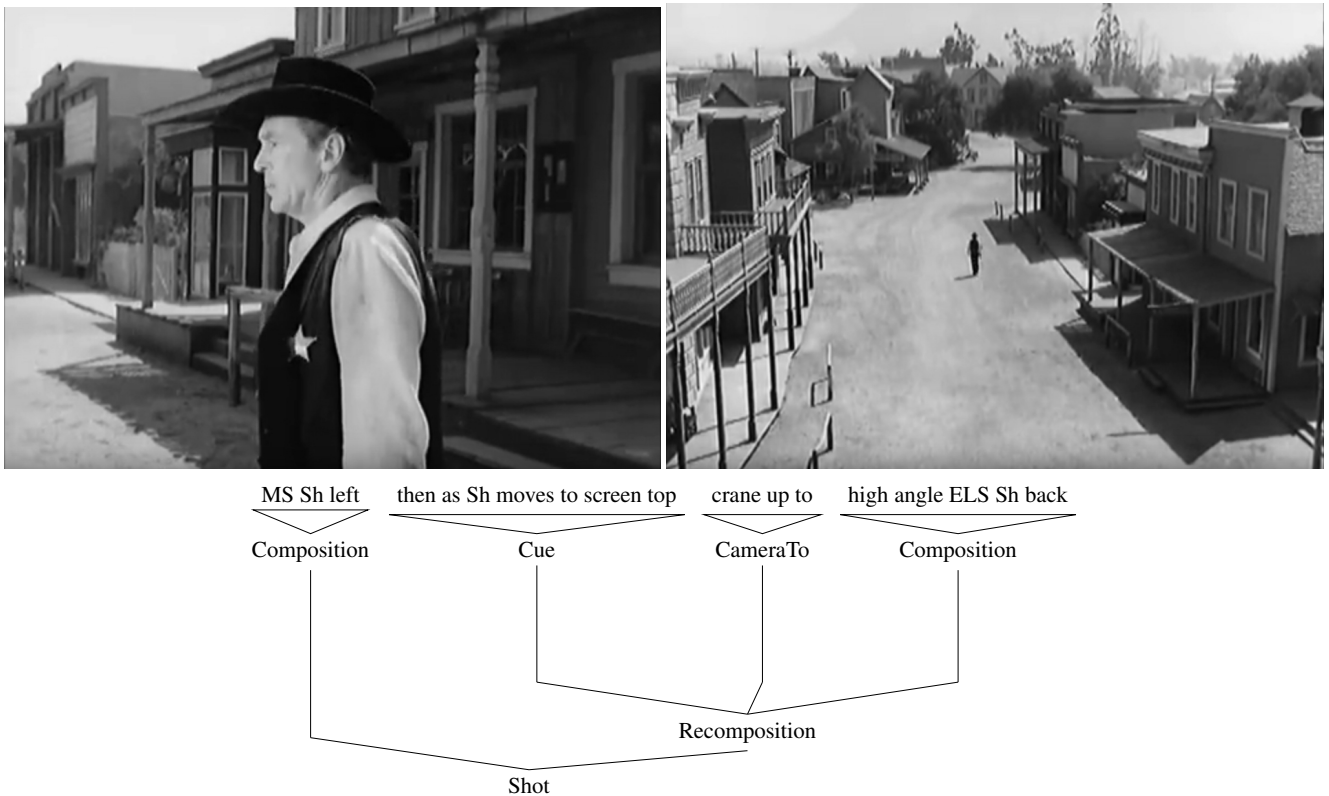 MS Sh left then as Sh moves to screen top crane up to high angle ELS Sh back
Composition Cue CameraTo Composition
Recomposition
Shot